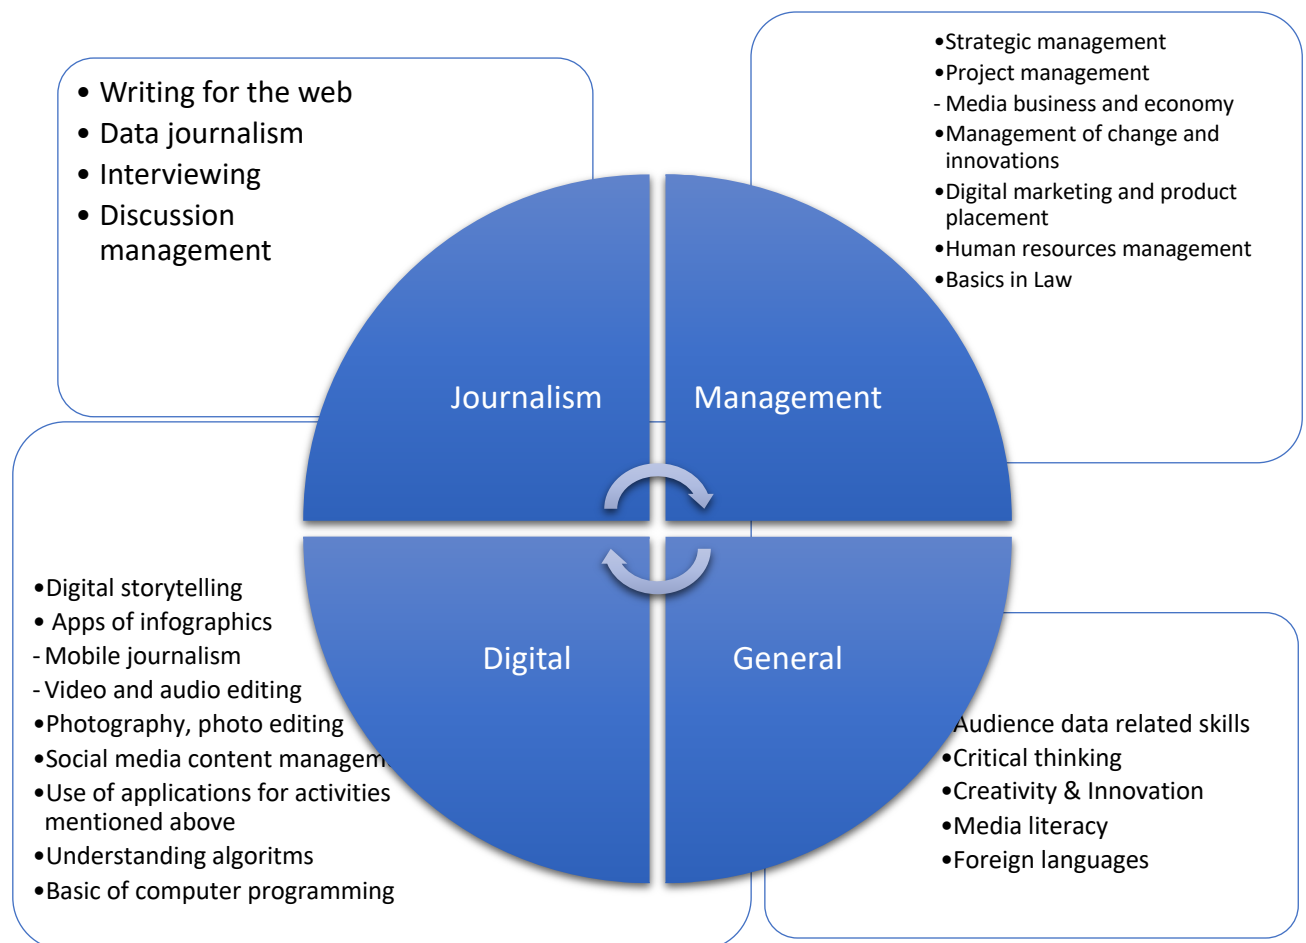 • Writing for the web
• Data journalism
• Interviewing
• Discussion
management
•Strategic management
•Project management
- Media business and economy
•Management of change and
innovations
•Digital marketing and product
placement
•Human resources management
•Basics in Law
Journalism
Management
Digital
General
•Digital storytelling
• Apps of infographics
- Mobile journalism
- Video and audio editing
•Photography, photo editing
•Social media content managem
•Use of applications for activities
mentioned above
•Understanding algoritms
•Basic of computer programming
Audience data related skills
•Critical thinking
•Creativity & Innovation
•Media literacy
•Foreign languages